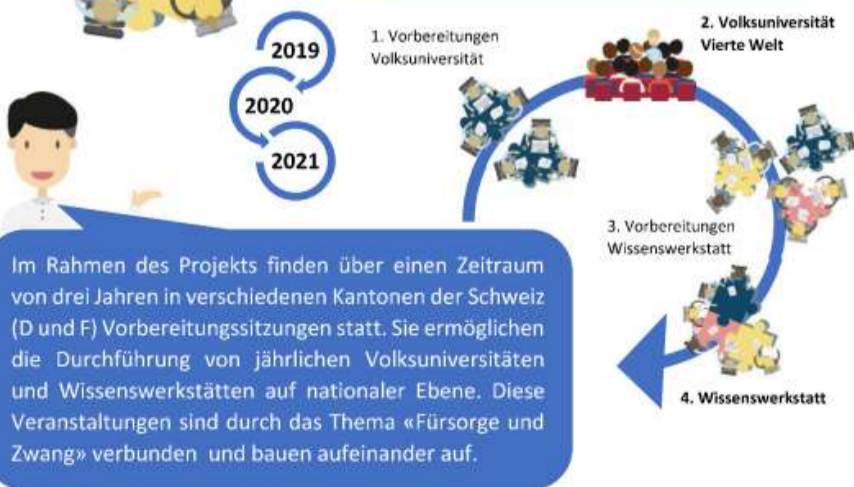 2019
2020
2021
1. Vorbereitungen
Volksuniversität
2. Volksuniversität
Vierte Welt
3. Vorbereitungen
Wissenswerkstatt
4. Wissenswerkstatt
Im Rahmen des Projekts finden über einen Zeitraum
von drei Jahren in verschiedenen Kantonen der Schweiz
(D und F) Vorbereitungssitzungen statt. Sie ermöglichen
die Durchführung von jährlichen Volksuniversitäten
und Wissenswerkstätten auf nationaler Ebene. Diese
Veranstaltungen sind durch das Thema «Fürsorge und
Zwang» verbunden und bauen aufeinander auf.